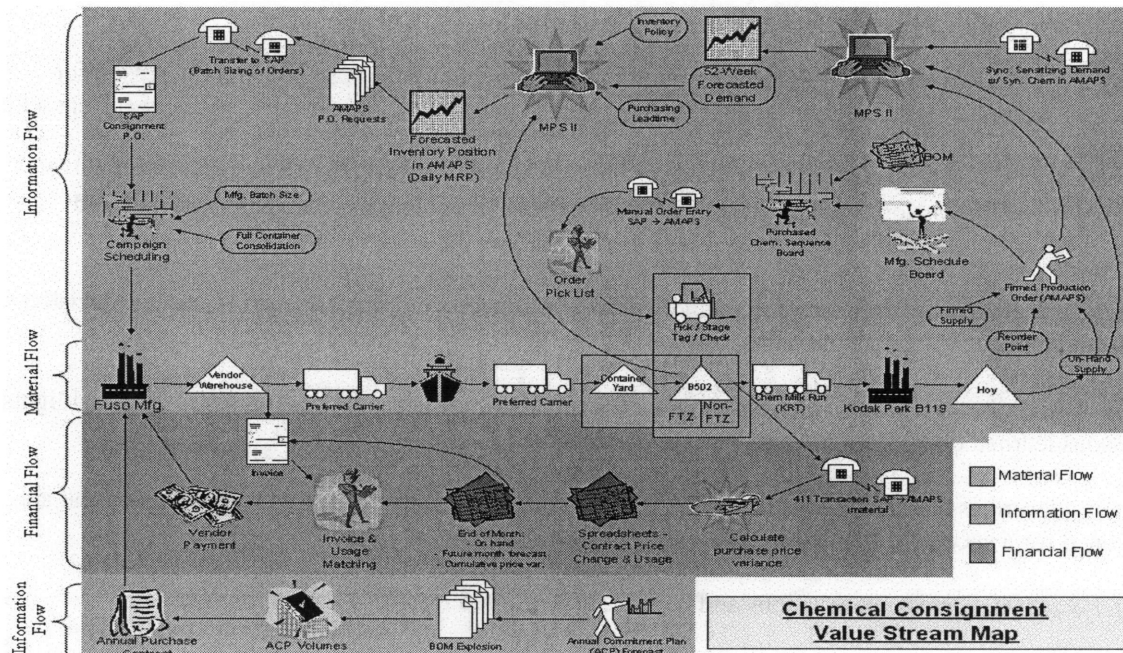 Information Flow
Transfer to SAP
(Batch Sizing of Orders)
SAP
Consignment
P.O.
AMAPS
P.O. Requests
Forecasted
Inventory Position
in AMAPS
(Daily MRP)
Inventory
Policy
MPS II
Purchasing
Leadtime
52-Week
Forecasted
Demand
MPS II
Sync. Sensitizing Demand
w/ Syn. Chem in AMAPS
BOM
Mfg. Batch Size
Full Container
Consolidation
Campaign
Scheduling
Manual Order Entry
SAP → AMAPS
Purchased
Chem. Sequence
Board
Mfg. Schedule
Board
Order
Pick List
Firmed Production
Order (AMAPS)
Firmed
Supply
Reorder
Point
On-Hand
Supply
Pick / Stage
Tag / Check
Material Flow
Fuso Mfg.
Vendor
Warehouse
Preferred Carrier
Preferred Carrier
Container
Yard
B502
FTZ
Non-
FTZ
Chem Milk Run
(KRT)
Kodak Park B119
Hoy
Financial Flow
Invoice
Vendor
Payment
Invoice &
Usage
Matching
End of Month:
- On hand
- Future month forecast
- Cumulative price var.
Spreadsheets -
Contract Price
Change & Usage
Calculate
purchase price
variance
411 Transaction SAP → AMAPS
(material
Material Flow
Information Flow
Financial Flow
Information
Flow
Annual Purchase
ACP Volumes
BOM Explosion
Annual Commitment Plan
(ACP) Forecast
Chemical Consignment
Value Stream Map